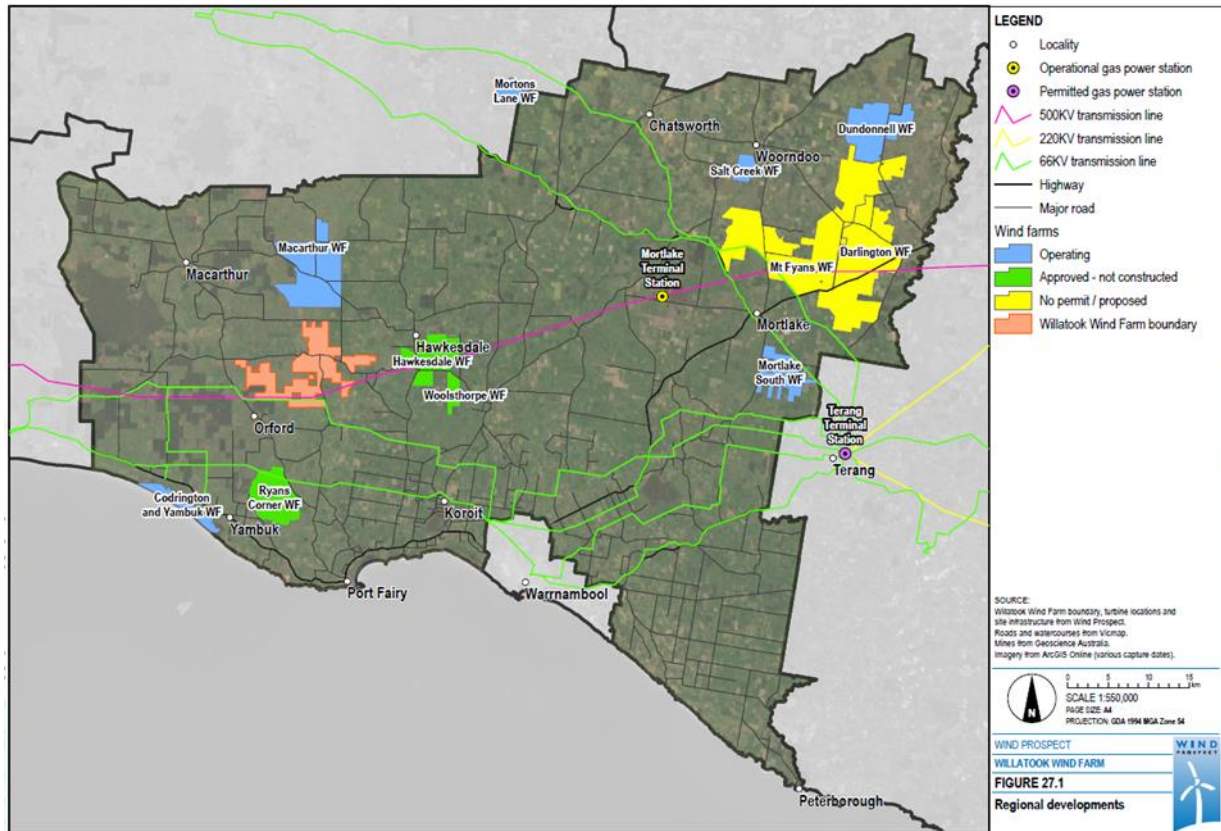 Mortons
Lane WF
Chatsworth
Dundonnell WF
Woorndoo
Salt Creek WF
Macarthur WF
Macarthur
Mortlake
Terminal
Station
Mt Fyans WF
Darlington WF
Mortlake
Hawkesdale
Hawkesdale WF
Woolsthorpe WF
Mortlake
South WF
Orford
Terang
Terminal
Station
Terang
Ryans
Corner WF
Codrington
and Yambuk WF
Yambuk
Koroit
Port Fairy
Warrnambool
Peterborough
LEGEND
Locality
Operational gas power station
Permitted gas power station
500KV transmission line
220KV transmission line
66KV transmission line
Highway
Major road
Wind farms
Operating
Approved - not constructed
No permit / proposed
Willatook Wind Farm boundary
SOURCE:
Willatook Wind Farm boundary, turbine locations and
site infrastructure from Wind Prospect.
Roads and watercourses from Vicmap.
Mines from Geoscience Australia.
Imagery from ArcGIS Online (various capture dates).
0 5 10 15
km
N
SCALE 1:550,000
PAGE SIZE: A4
PROJECTION: GDA 1994 MGA Zone 54
WIND PROSPECT
WILLATOOK WIND FARM
FIGURE 27.1
Regional developments
WIND
PROSPECT